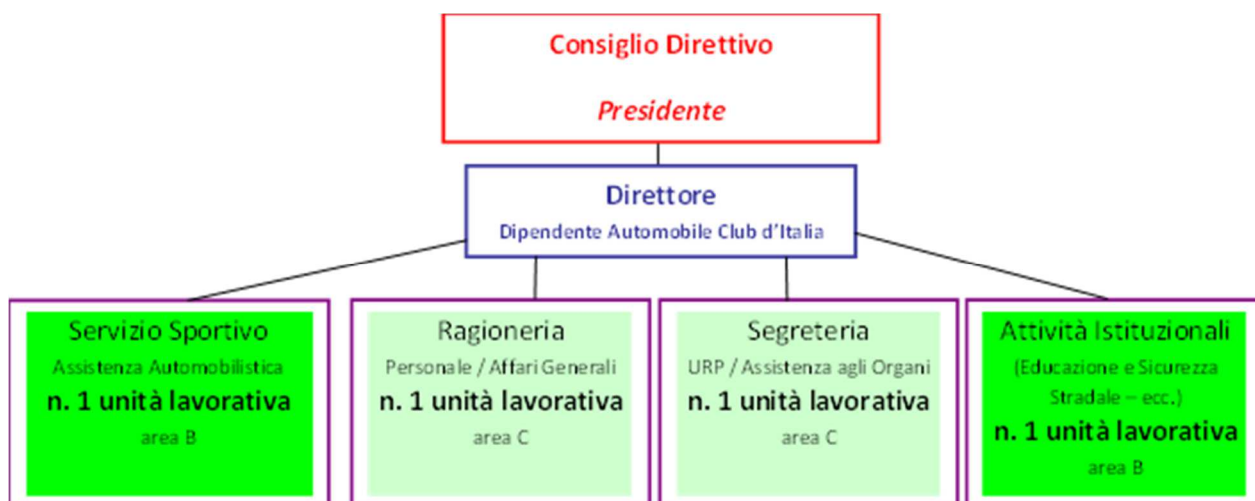 Consiglio Direttivo
Presidente
Direttore
Dipendente Automobile Club d'Italia
Servizio Sportivo
Assistenza Automobilistica
n. 1 unità lavorativa
area B
Ragioneria
Personale / Affari Generali
n. 1 unità lavorativa
area C
Segreteria
URP / Assistenza agli Organi
n. 1 unità lavorativa
area C
Attività Istituzionali
(Educazione e Sicurezza
Stradale – ecc.)
n. 1 unità lavorativa
area B